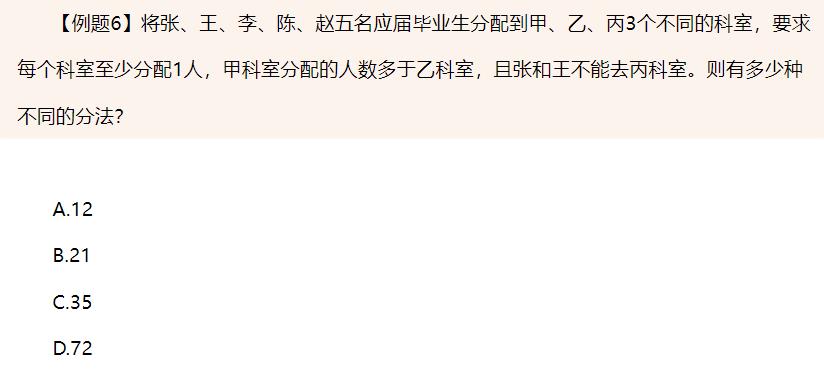 【例题6】将张、王、李、陈、赵五名应届毕业生分配到甲、乙、丙3个不同的科室，要求
每个科室至少分配1人，甲科室分配的人数多于乙科室，且张和王不能去丙科室。则有多少种
不同的分法？
A.12
B.21
C.35
D.72